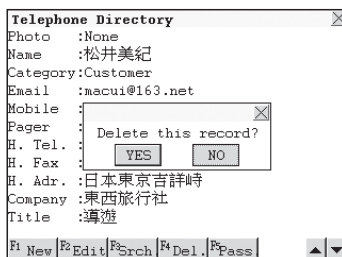 Telephone Directory
Photo :None
Name :松井美紀
Category:Customer
Email :macui@163.net
Mobile :
Pager :
H. Tel. :
H. Fax :
Delete this record?
YES NO
H. Adr. :日本東京吉詳峙
Company :東西旅行社
Title :導遊
F1 New F2 Edit F3 Srch F4 Del. F5 Pass